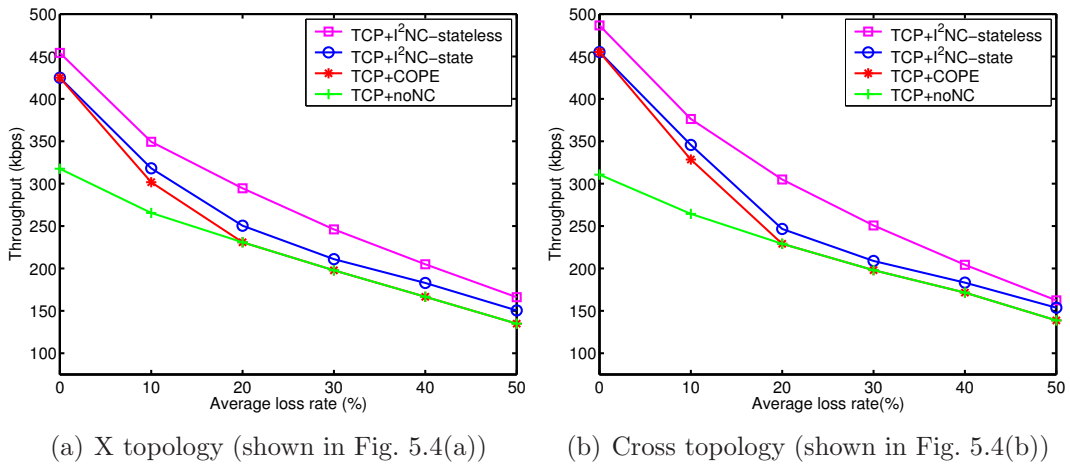 500
450
400
350
300
250
200
150
100
Throughput (kbps)
0 10 20 30 40 50
Average loss rate (%)
TCP+I²NC−stateless
TCP+I²NC−state
TCP+COPE
TCP+noNC
(a) X topology (shown in Fig. 5.4(a))
500
450
400
350
300
250
200
150
100
Throughput (kbps)
0 10 20 30 40 50
Average loss rate(%)
TCP+I²NC−stateless
TCP+I²NC−state
TCP+COPE
TCP+noNC
(b) Cross topology (shown in Fig. 5.4(b))